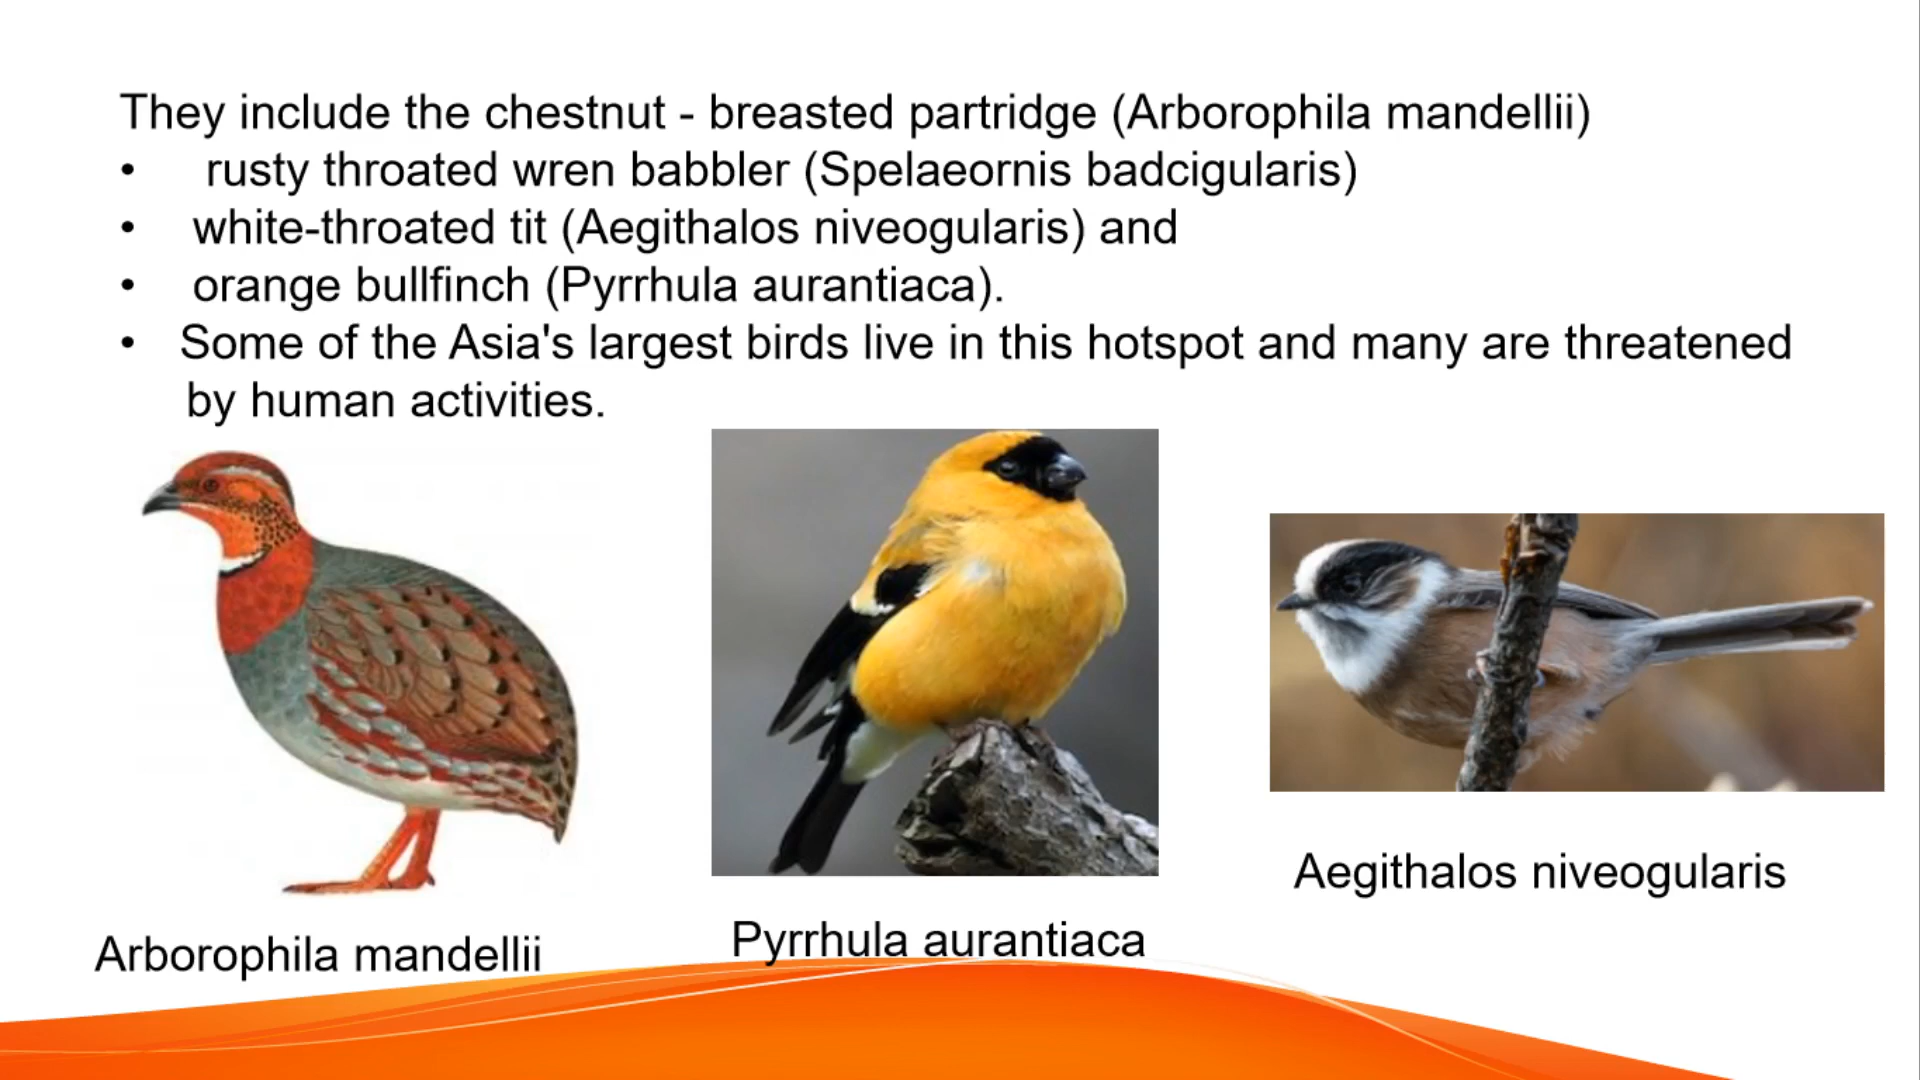 They include the chestnut - breasted partridge (Arborophila mandellii)
• rusty throated wren babbler (Spelaeornis badcigularis)
• white-throated tit (Aegithalos niveogularis) and
• orange bullfinch (Pyrrhula aurantiaca).
• Some of the Asia's largest birds live in this hotspot and many are threatened
by human activities.
Arborophila mandellii
Pyrrhula aurantiaca
Aegithalos niveogularis